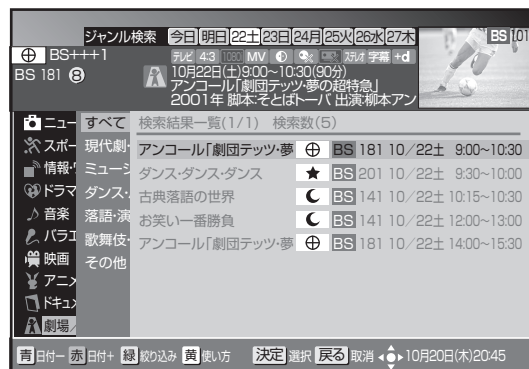 ジャンル検索 今日 明日 22土 23日 24月 25火 26水 27木
BS 101
BS+++1
テレビ 4:3 1080 MV ステレオ 字幕 +d
BS 181 8
10月22日(土)9:00〜10:30(90分)
アンコール「劇団テッツ・夢の超特急」
2001年 脚本:そとばトーバ 出演:柳本アン
ニュー
スポー
情報・
ドラマ
音楽
バラエ
映画
アニメ
ドキュメ
劇場/
すべて
現代劇・
ミュージ
ダンス・
落語・演
歌舞伎・
その他
検索結果一覧(1/1) 検索数(5)
アンコール「劇団テッツ・夢 BS 181 10/22土 9:00〜10:30
ダンス・ダンス・ダンス BS 201 10/22土 9:30〜10:00
古典落語の世界 BS 141 10/22土 10:15〜10:30
お笑い一番勝負 BS 141 10/22土 12:00〜13:00
アンコール「劇団テッツ・夢 BS 181 10/22土 14:00〜15:30
青 日付− 赤 日付+ 緑 絞り込み 黄 使い方 決定 選択 戻る 取消 10月20日(木)20:45